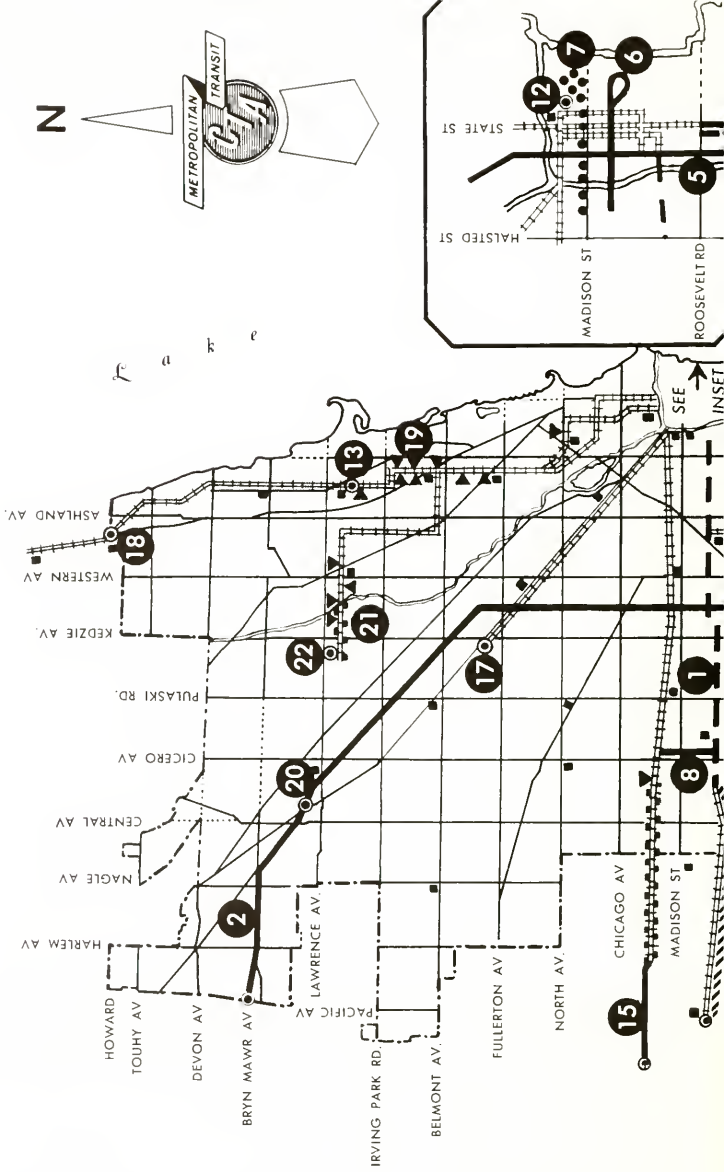 N
METROPOLITAN
TRANSIT
CTA
Lake
HOWARD
TOUHY AV
DEVON AV
BRYN MAWR AV
LAWRENCE AV.
PACIFIC AV
IRVING PARK RD.
BELMONT AV.
FULLERTON AV
NORTH AV.
CHICAGO AV
MADISON ST
HARLEM AV
NAGLE AV
CENTRAL AV
CICERO AV
PULASKI RD.
KEDZIE AV.
WESTERN AV
ASHLAND AV.
18
13
19
21
22
17
20
2
1
8
15
SEE
INSET
HALSTED ST
STATE ST
MADISON ST
ROOSEVELT RD
12
7
6
5